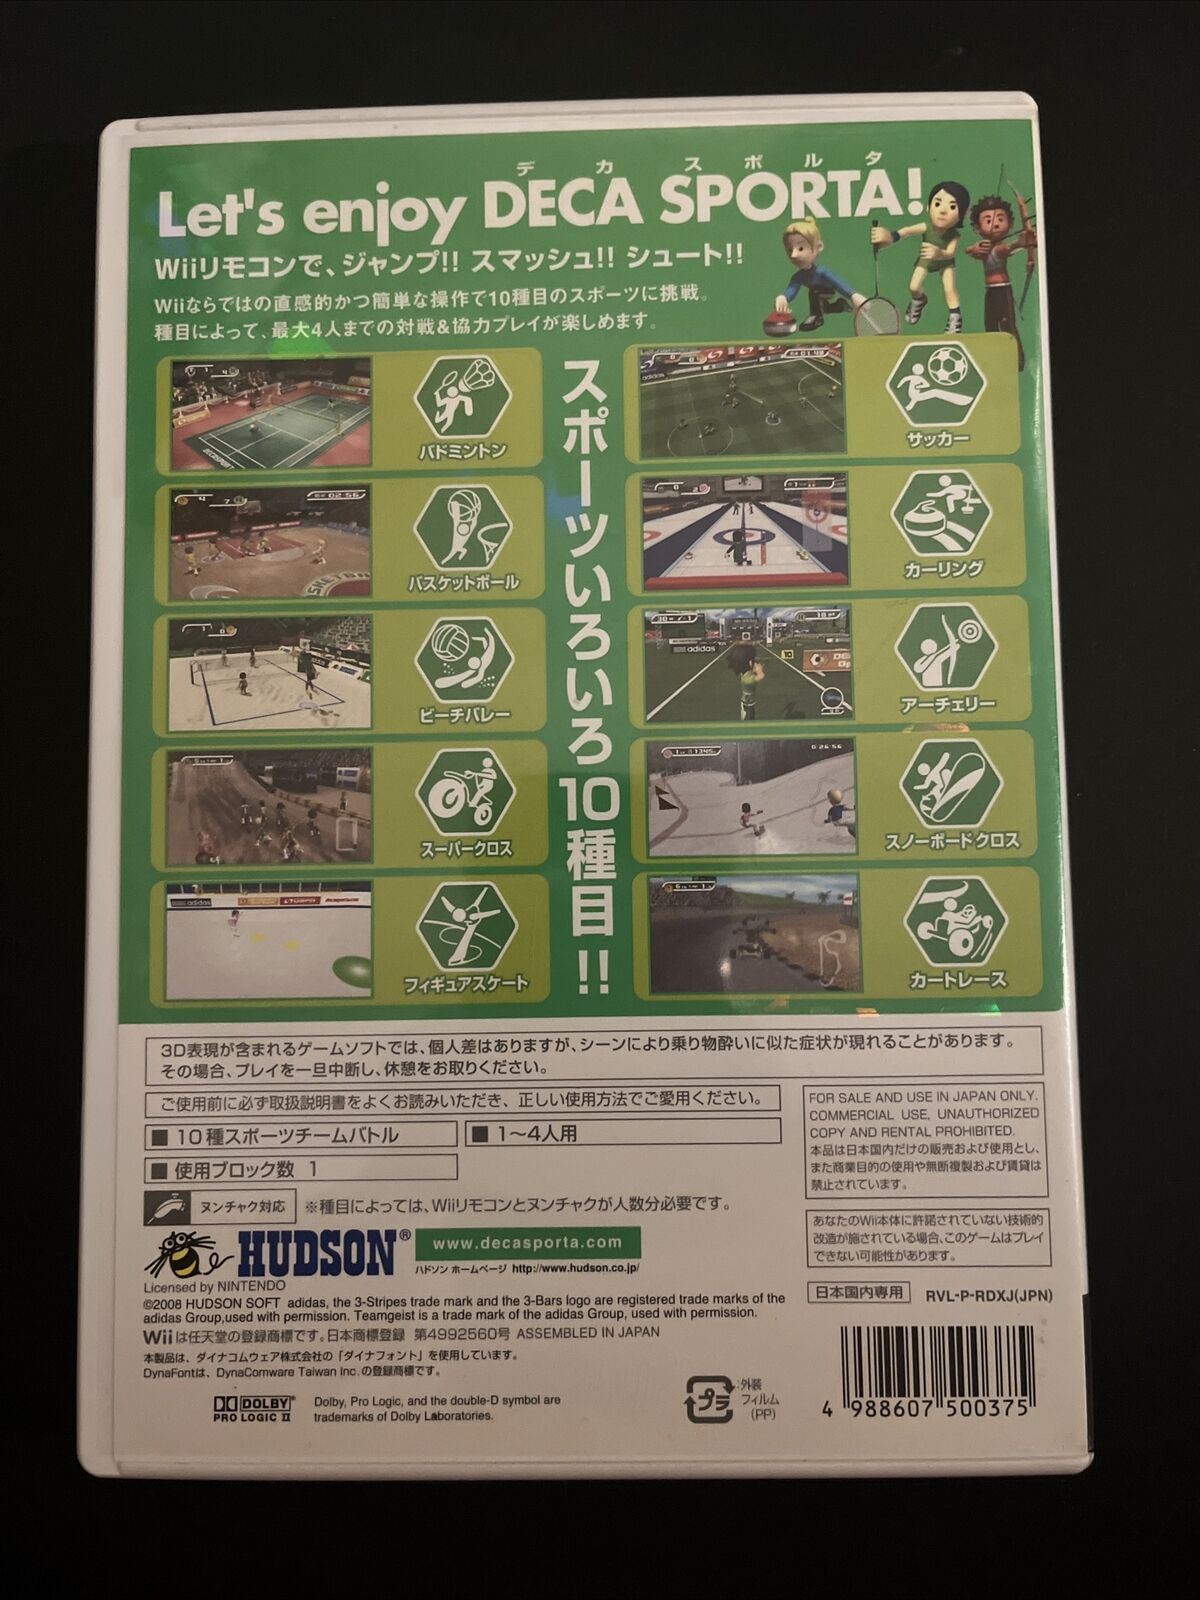 デ カ ス ポ ル タ
Let's enjoy DECA SPORTA!
Wiiリモコンで、ジャンプ!! スマッシュ!! シュート!!
Wiiならではの直感的かつ簡単な操作で10種目のスポーツに挑戦。
種目によって、最大4人までの対戦&協力プレイが楽しめます。
スポーツいろいろ10種目!!
バドミントン
バスケットボール
ビーチバレー
スーパークロス
フィギュアスケート
サッカー
カーリング
アーチェリー
スノーボードクロス
カートレース
adidas
adidas
adidas
3D表現が含まれるゲームソフトでは、個人差はありますが、シーンにより乗り物酔いに似た症状が現れることがあります。
その場合、プレイを一旦中断し、休憩をお取りください。
ご使用前に必ず取扱説明書をよくお読みいただき、正しい使用方法でご愛用ください。
■ 10種スポーツチームバトル
■ 1〜4人用
■ 使用ブロック数 1
ヌンチャク対応
※種目によっては、Wiiリモコンとヌンチャクが人数分必要です。
FOR SALE AND USE IN JAPAN ONLY.
COMMERCIAL USE, UNAUTHORIZED
COPY AND RENTAL PROHIBITED.
本品は日本国内だけの販売および使用とし、
また商業目的の使用や無断複製および賃貸は
禁止されています。
あなたのWii本体に許諾されていない技術的
改造が施されている場合、このゲームはプレイ
できない可能性があります。
HUDSON®
www.decasporta.com
ハドソン ホームページ http://www.hudson.co.jp/
Licensed by NINTENDO
©2008 HUDSON SOFT adidas, the 3-Stripes trade mark and the 3-Bars logo are registered trade marks of the
adidas Group,used with permission. Teamgeist is a trade mark of the adidas Group, used with permission.
Wiiは任天堂の登録商標です。日本商標登録 第4992560号 ASSEMBLED IN JAPAN
本製品は、ダイナコムウェア株式会社の「ダイナフォント」を使用しています。
DynaFontは、DynaComware Taiwan Inc.の登録商標です。
日本国内専用
RVL-P-RDXJ(JPN)
DOLBY
PRO LOGIC II
Dolby, Pro Logic, and the double-D symbol are
trademarks of Dolby Laboratories.
プラ
:外装
フィルム
(PP)
4 988607 500375